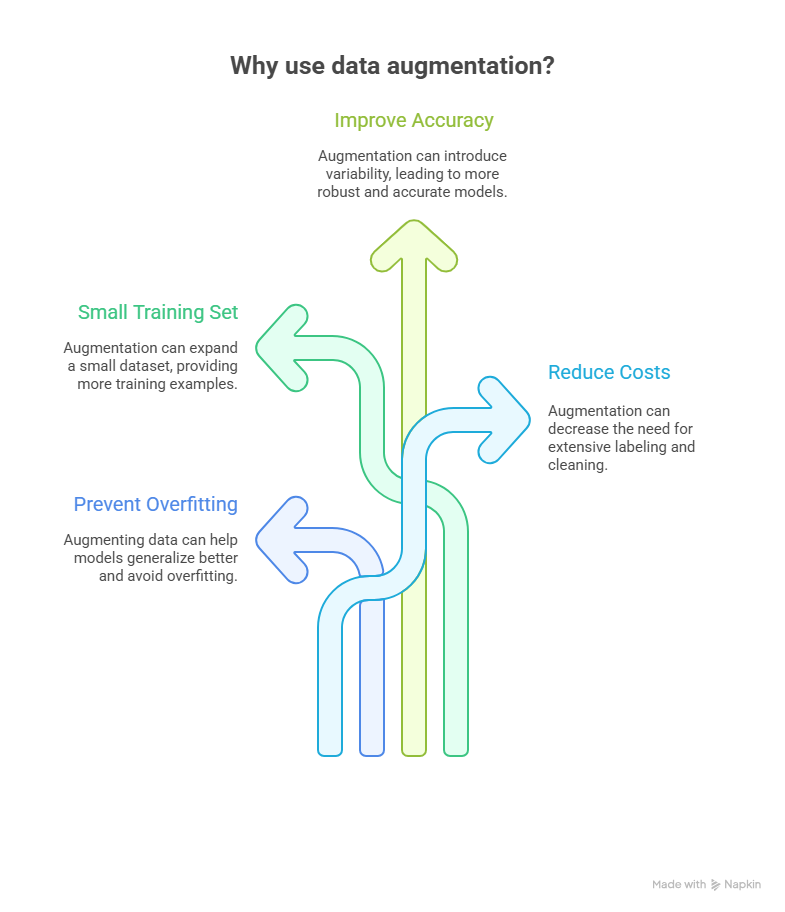 Why use data augmentation?
Improve Accuracy
Augmentation can introduce
variability, leading to more
robust and accurate models.
Small Training Set
Augmentation can expand
a small dataset, providing
more training examples.
Reduce Costs
Augmentation can
decrease the need for
extensive labeling and
cleaning.
Prevent Overfitting
Augmenting data can help
models generalize better
and avoid overfitting.
Made with Napkin